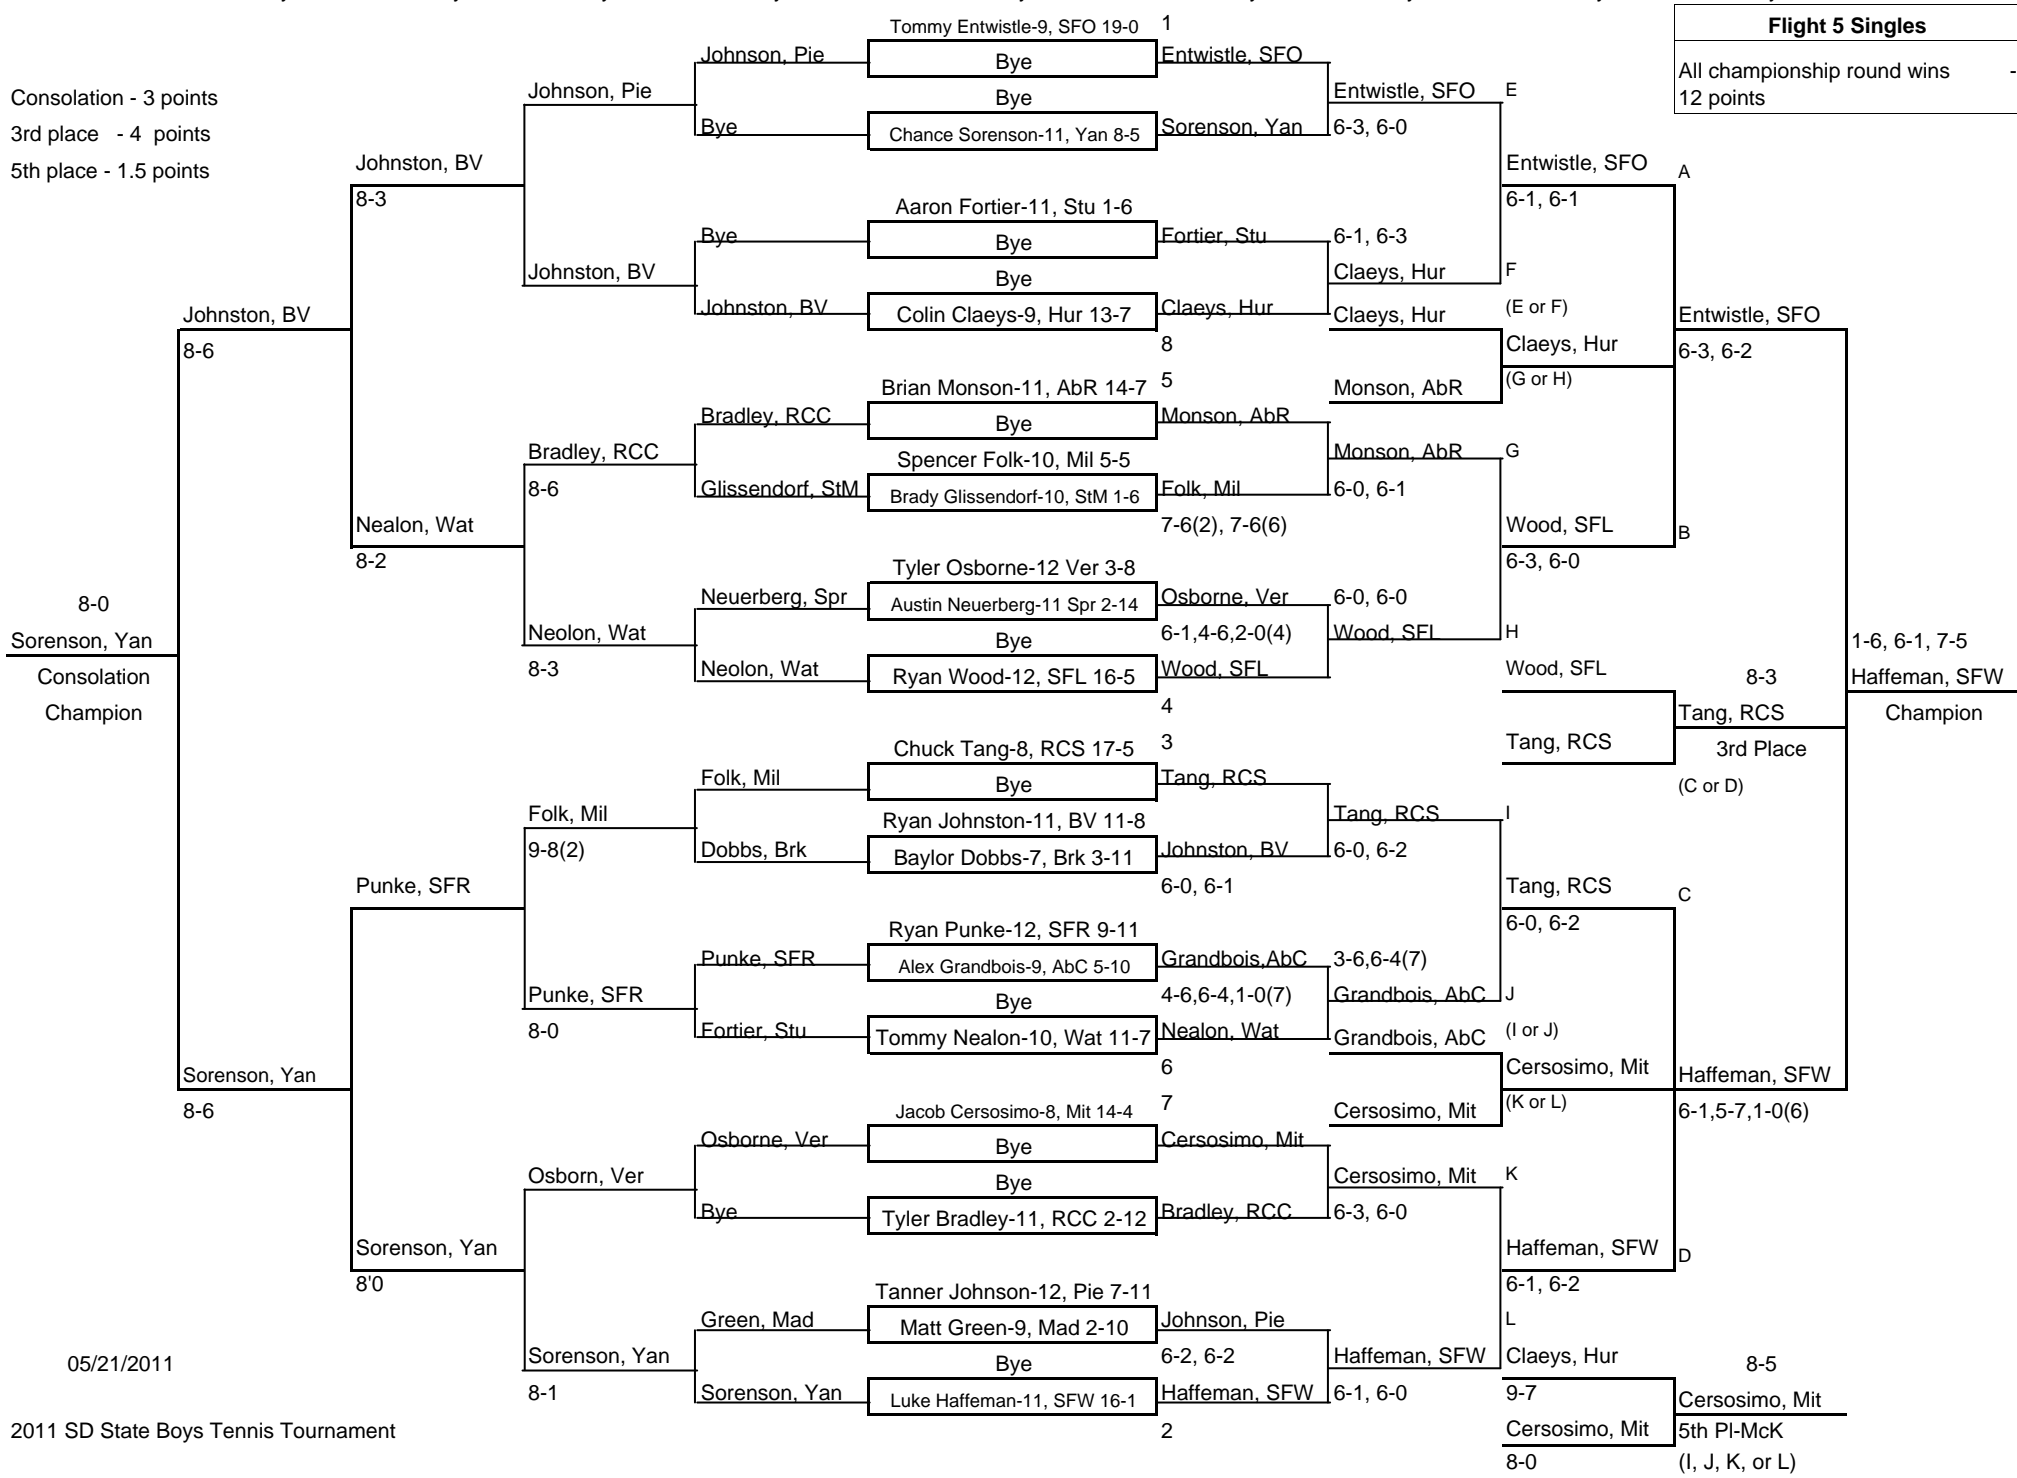 Flight 5 Singles
All championship round wins -
12 points
Consolation - 3 points
3rd place - 4 points
5th place - 1.5 points
8-0
Sorenson, Yan
Consolation
Champion
05/21/2011
2011 SD State Boys Tennis Tournament
Johnston, BV
8-6
Sorenson, Yan
8-6
Johnston, BV
8-3
Nealon, Wat
8-2
Punke, SFR
Sorenson, Yan
8'0
Johnson, Pie
Johnston, BV
Bradley, RCC
8-6
Neolon, Wat
8-3
Folk, Mil
9-8(2)
Punke, SFR
8-0
Osborn, Ver
Sorenson, Yan
8-1
Johnson, Pie
Bye
Bye
Johnston, BV
Bradley, RCC
Glissendorf, StM
Neuerberg, Spr
Neolon, Wat
Folk, Mil
Dobbs, Brk
Punke, SFR
Fortier, Stu
Osborne, Ver
Bye
Green, Mad
Sorenson, Yan
Tommy Entwistle-9, SFO 19-0
Bye
Bye
Chance Sorenson-11, Yan 8-5
Aaron Fortier-11, Stu 1-6
Bye
Bye
Colin Claeys-9, Hur 13-7
Brian Monson-11, AbR 14-7
Bye
Spencer Folk-10, Mil 5-5
Brady Glissendorf-10, StM 1-6
Tyler Osborne-12 Ver 3-8
Austin Neuerberg-11 Spr 2-14
Bye
Ryan Wood-12, SFL 16-5
Chuck Tang-8, RCS 17-5
Bye
Ryan Johnston-11, BV 11-8
Baylor Dobbs-7, Brk 3-11
Ryan Punke-12, SFR 9-11
Alex Grandbois-9, AbC 5-10
Bye
Tommy Nealon-10, Wat 11-7
Jacob Cersosimo-8, Mit 14-4
Bye
Bye
Tyler Bradley-11, RCC 2-12
Tanner Johnson-12, Pie 7-11
Matt Green-9, Mad 2-10
Bye
Luke Haffeman-11, SFW 16-1
1
Entwistle, SFO
Sorenson, Yan
Fortier, Stu
Claeys, Hur
8
5
Monson, AbR
Folk, Mil
7-6(2), 7-6(6)
Osborne, Ver
6-1,4-6,2-0(4)
Wood, SFL
4
3
Tang, RCS
Johnston, BV
6-0, 6-1
Grandbois,AbC
4-6,6-4,1-0(7)
Nealon, Wat
6
7
Cersosimo, Mit
Bradley, RCC
Johnson, Pie
6-2, 6-2
Haffeman, SFW
2
Entwistle, SFO
6-3, 6-0
6-1, 6-3
Claeys, Hur
Claeys, Hur
Monson, AbR
Monson, AbR
6-0, 6-1
6-0, 6-0
Wood, SFL
Tang, RCS
6-0, 6-2
3-6,6-4(7)
Grandbois, AbC
Grandbois, AbC
Cersosimo, Mit
Cersosimo, Mit
6-3, 6-0
Haffeman, SFW
6-1, 6-0
E
Entwistle, SFO
6-1, 6-1
F
(E or F)
Claeys, Hur
(G or H)
G
Wood, SFL
6-3, 6-0
H
Wood, SFL
Tang, RCS
I
Tang, RCS
6-0, 6-2
J
(I or J)
Cersosimo, Mit
(K or L)
K
Haffeman, SFW
6-1, 6-2
L
Claeys, Hur
9-7
Cersosimo, Mit
8-0
A
Entwistle, SFO
6-3, 6-2
B
8-3
Tang, RCS
3rd Place
(C or D)
C
Haffeman, SFW
6-1,5-7,1-0(6)
D
8-5
Cersosimo, Mit
5th Pl-McK
(I, J, K, or L)
1-6, 6-1, 7-5
Haffeman, SFW
Champion